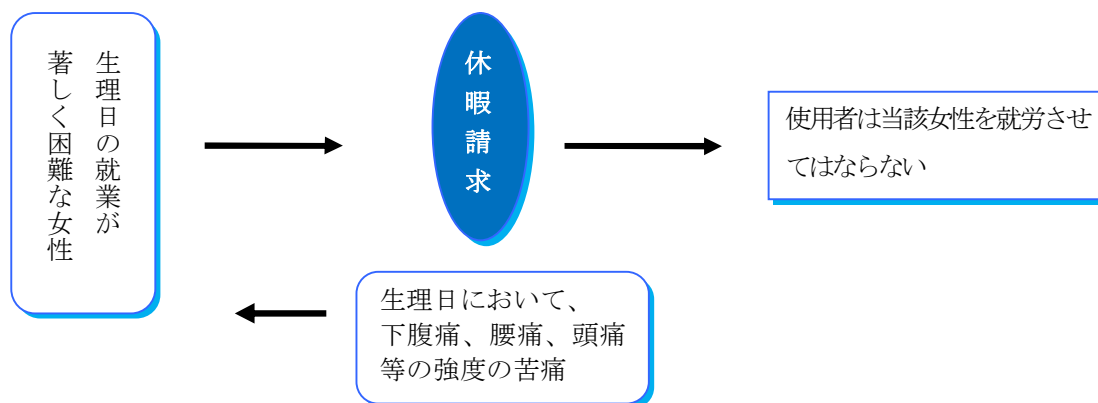 生理日の就業が
著しく困難な女性
休暇請求
使用者は当該女性を就労させ
てはならない
生理日において、
下腹痛、腰痛、頭痛
等の強度の苦痛